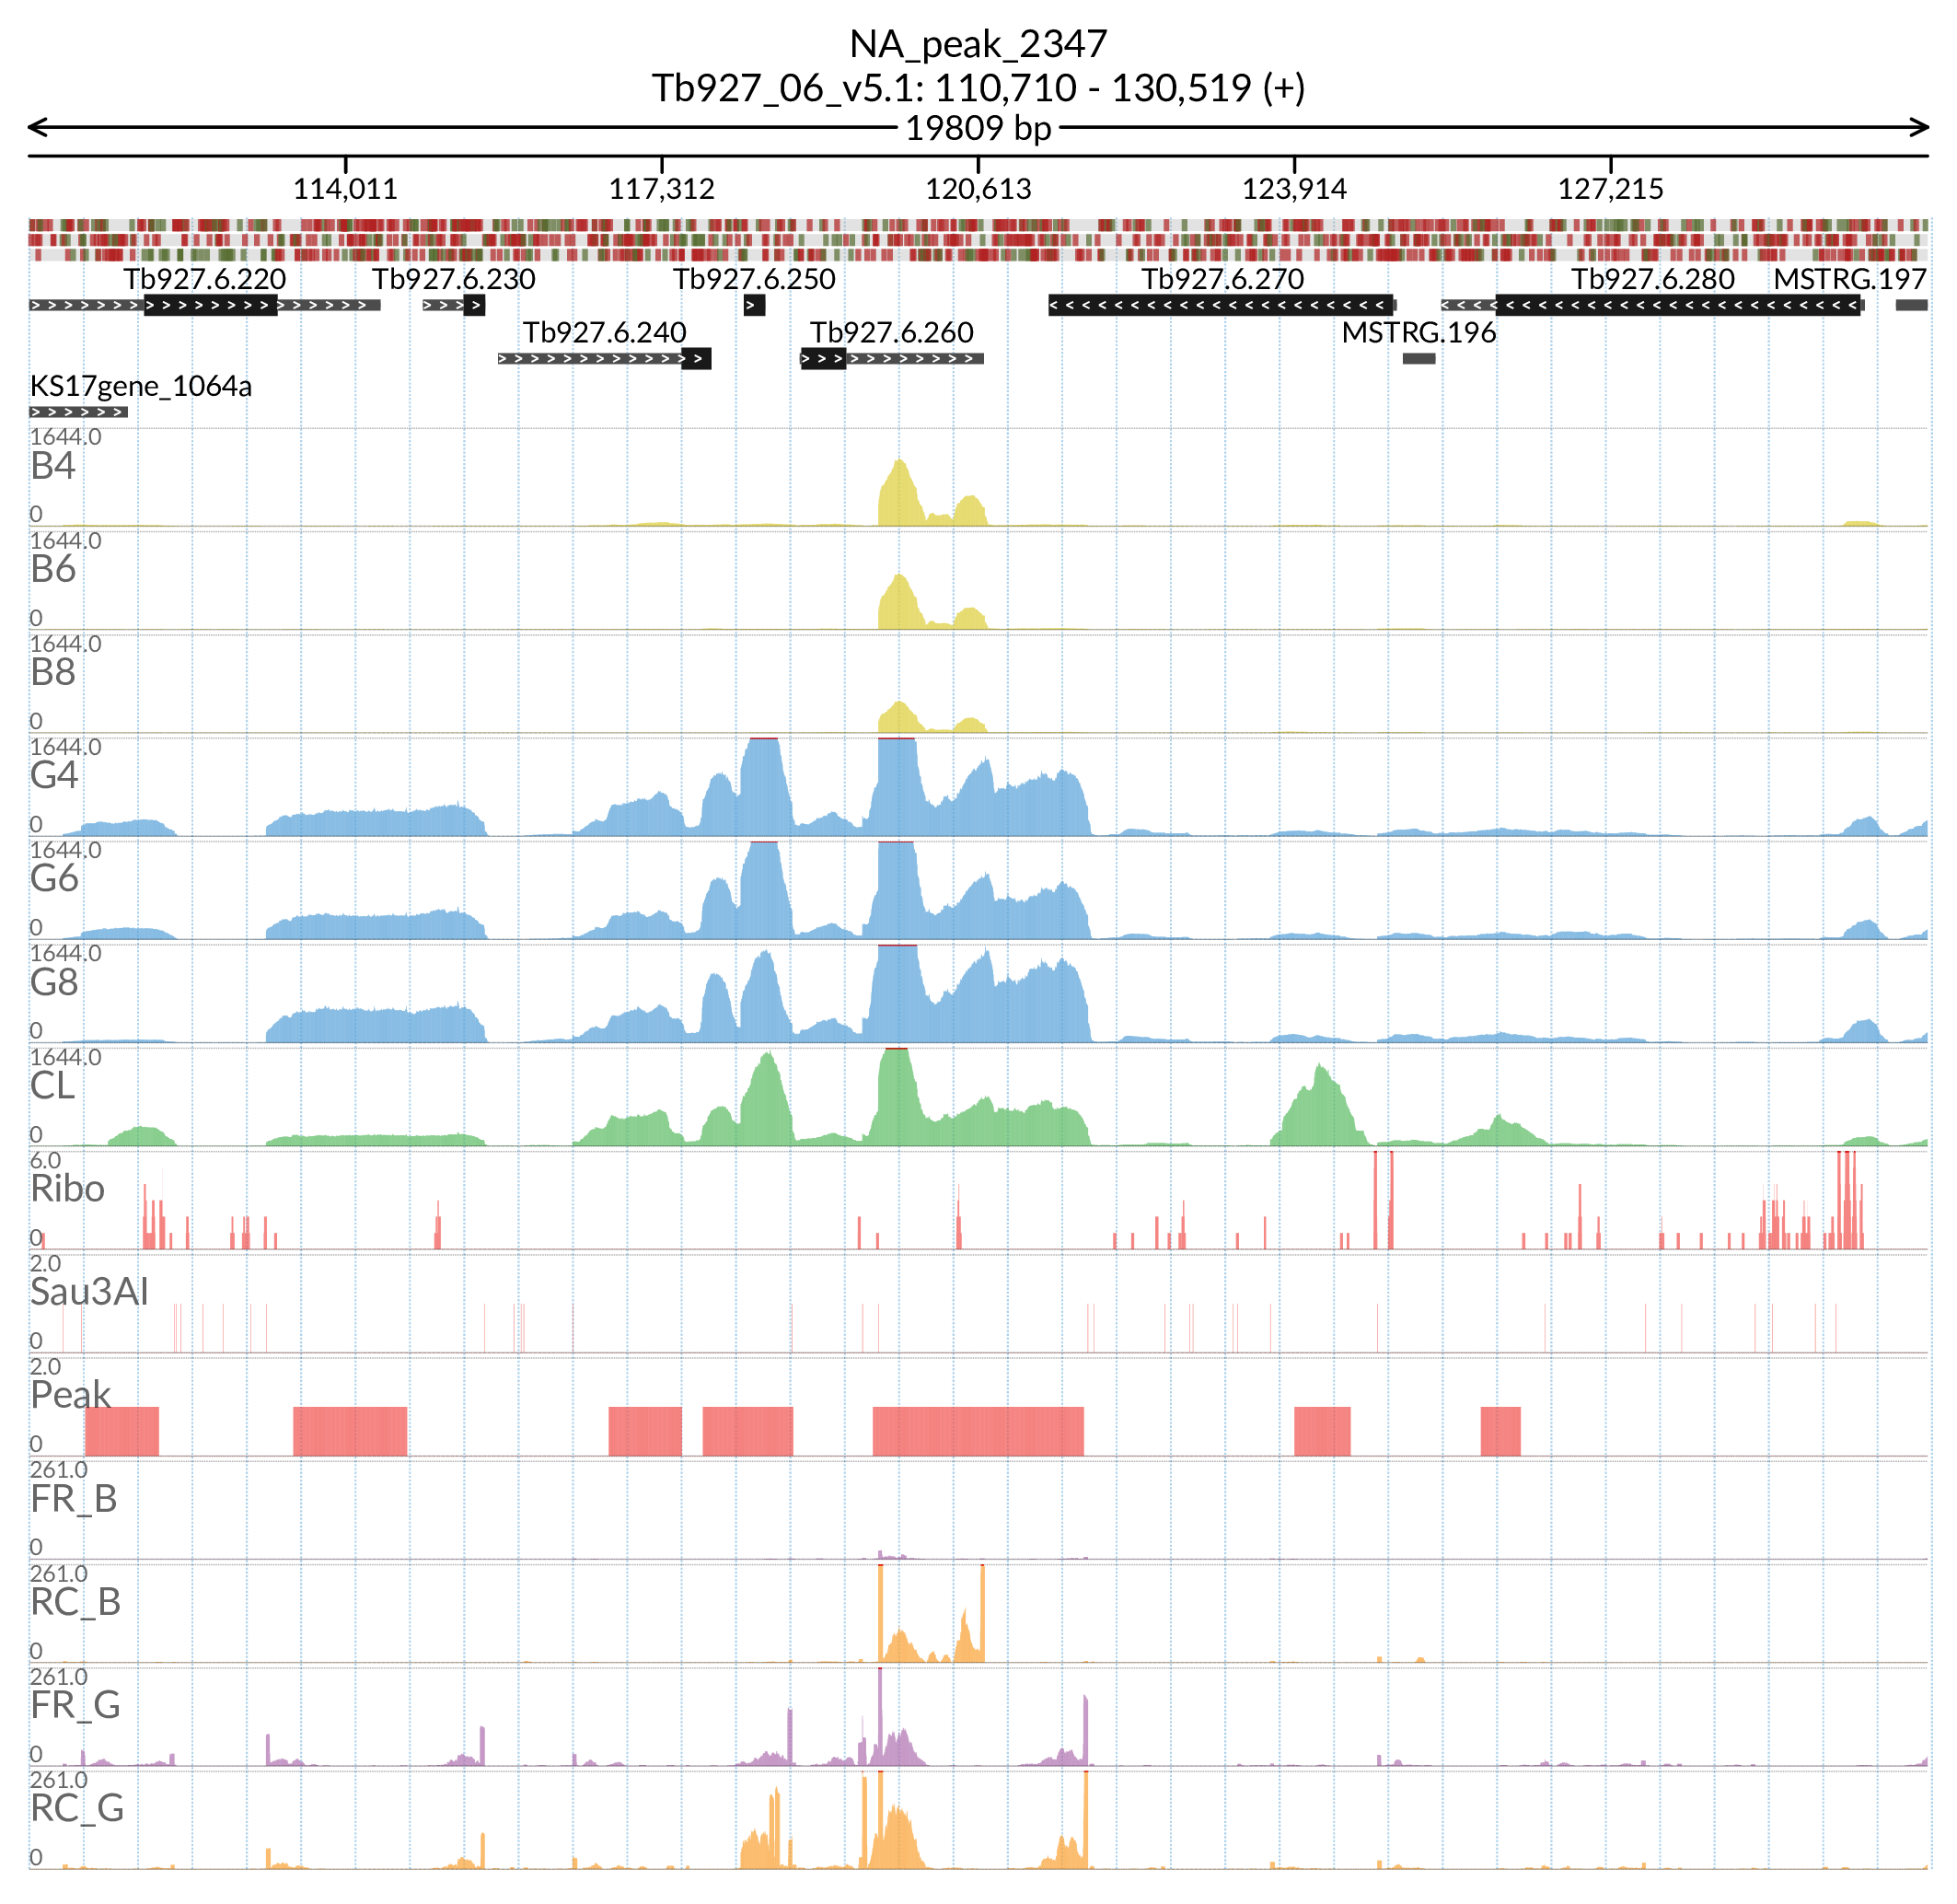 NA_peak_2347
Tb927_06_v5.1: 110,710 - 130,519 (+)
19809 bp
114,011 117,312 120,613 123,914 127,215
Tb927.6.220 Tb927.6.230 Tb927.6.250 Tb927.6.270 Tb927.6.280 MSTRG.197
Tb927.6.240 Tb927.6.260 MSTRG.196
KS17gene_1064a
1644.0
B4
0
1644.0
B6
0
1644.0
B8
0
1644.0
G4
0
1644.0
G6
0
1644.0
G8
0
1644.0
CL
0
6.0
Ribo
0
2.0
Sau3AI
0
2.0
Peak
0
261.0
FR_B
0
261.0
RC_B
0
261.0
FR_G
0
261.0
RC_G
0